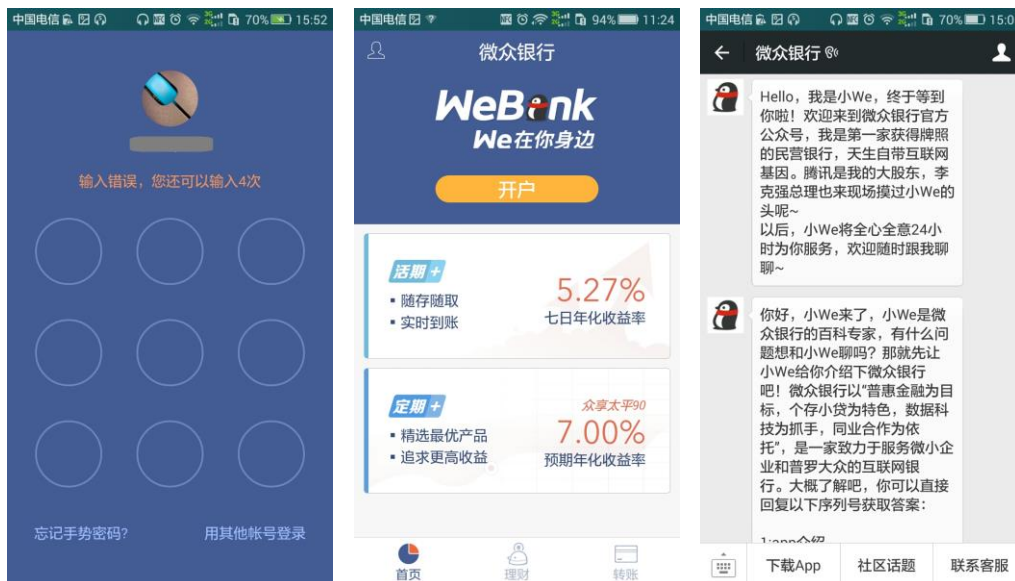 中国电信 70% 15:52
输入错误，您还可以输入4次
忘记手势密码? 用其他帐号登录
中国电信 94% 11:24
微众银行
WeBank
We在你身边
开户
活期+
▪ 随存随取
▪ 实时到账
5.27%
七日年化收益率
定期+
▪ 精选最优产品
▪ 追求更高收益
众享太平90
7.00%
预期年化收益率
首页 理财 转账
中国电信 70% 15:0
微众银行
Hello，我是小We，终于等到
你啦！欢迎来到微众银行官方
公众号，我是第一家获得牌照
的民营银行，天生自带互联网
基因。腾讯是我的大股东，李
克强总理也来现场摸过小We的
头呢~
以后，小We将全心全意24小
时为你服务，欢迎随时跟我聊
聊~
你好，小We来了，小We是微
众银行的百科专家，有什么问
题想和小We聊吗？那就先让
小We给你介绍下微众银行
吧！微众银行以"普惠金融为目
标，个存小贷为特色，数据科
技为抓手，同业合作为依
托"，是一家致力于服务微小企
业和普罗大众的互联网银
行。大概了解吧，你可以直接
回复以下序列号获取答案：
1:app介绍
下载App 社区话题 联系客服